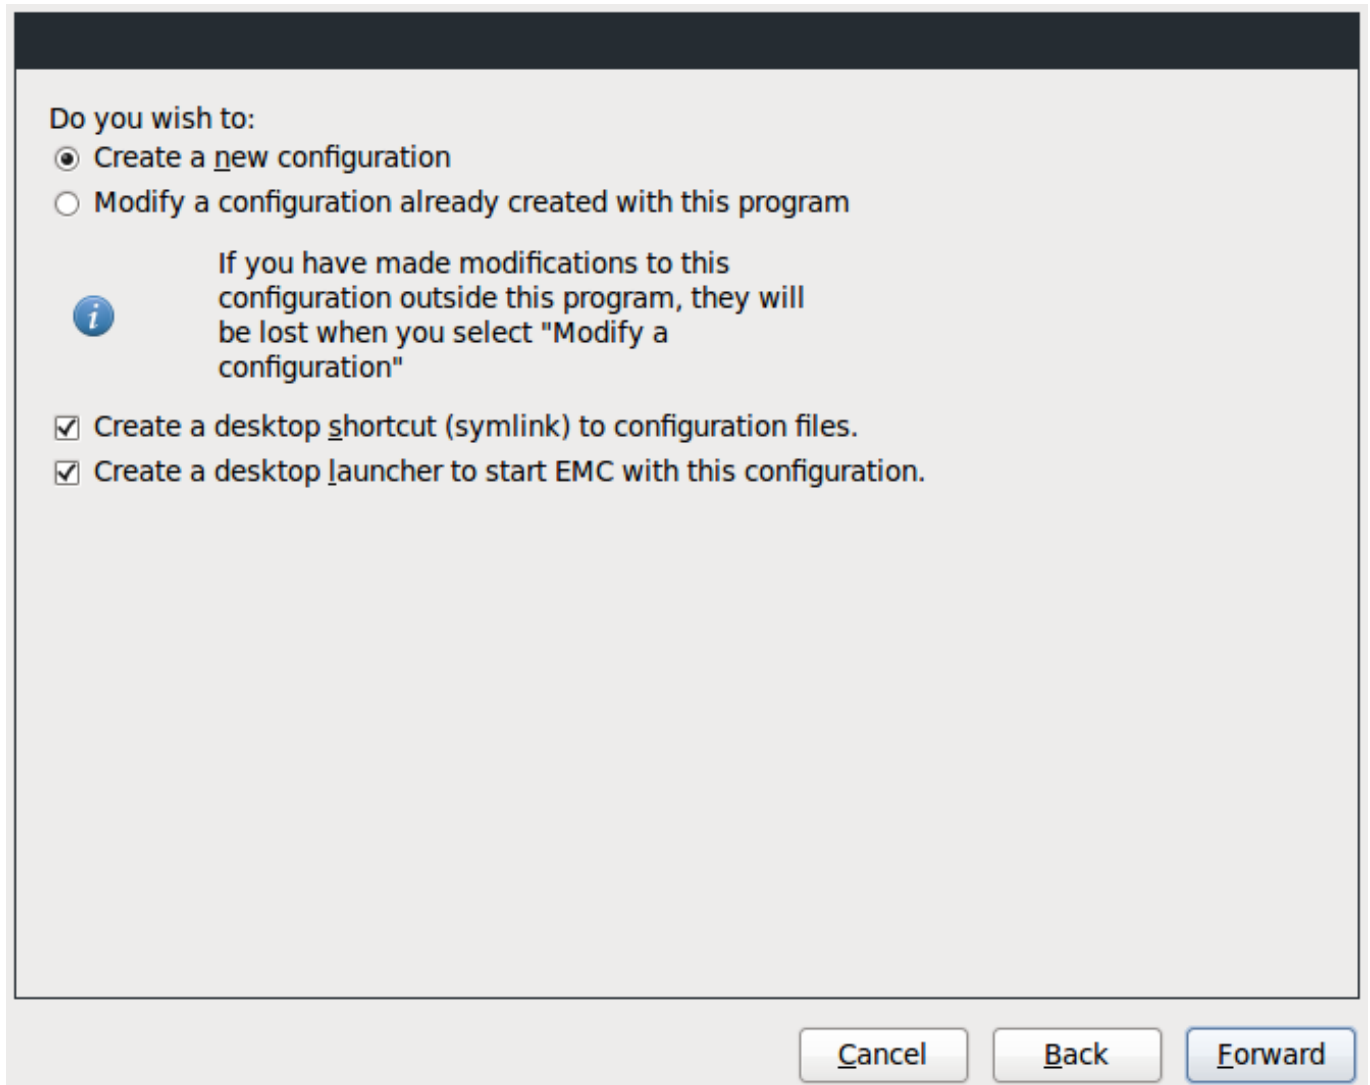 Do you wish to:
Create a new configuration
Modify a configuration already created with this program
If you have made modifications to this
configuration outside this program, they will
be lost when you select "Modify a
configuration"
Create a desktop shortcut (symlink) to configuration files.
Create a desktop launcher to start EMC with this configuration.
Cancel Back Forward